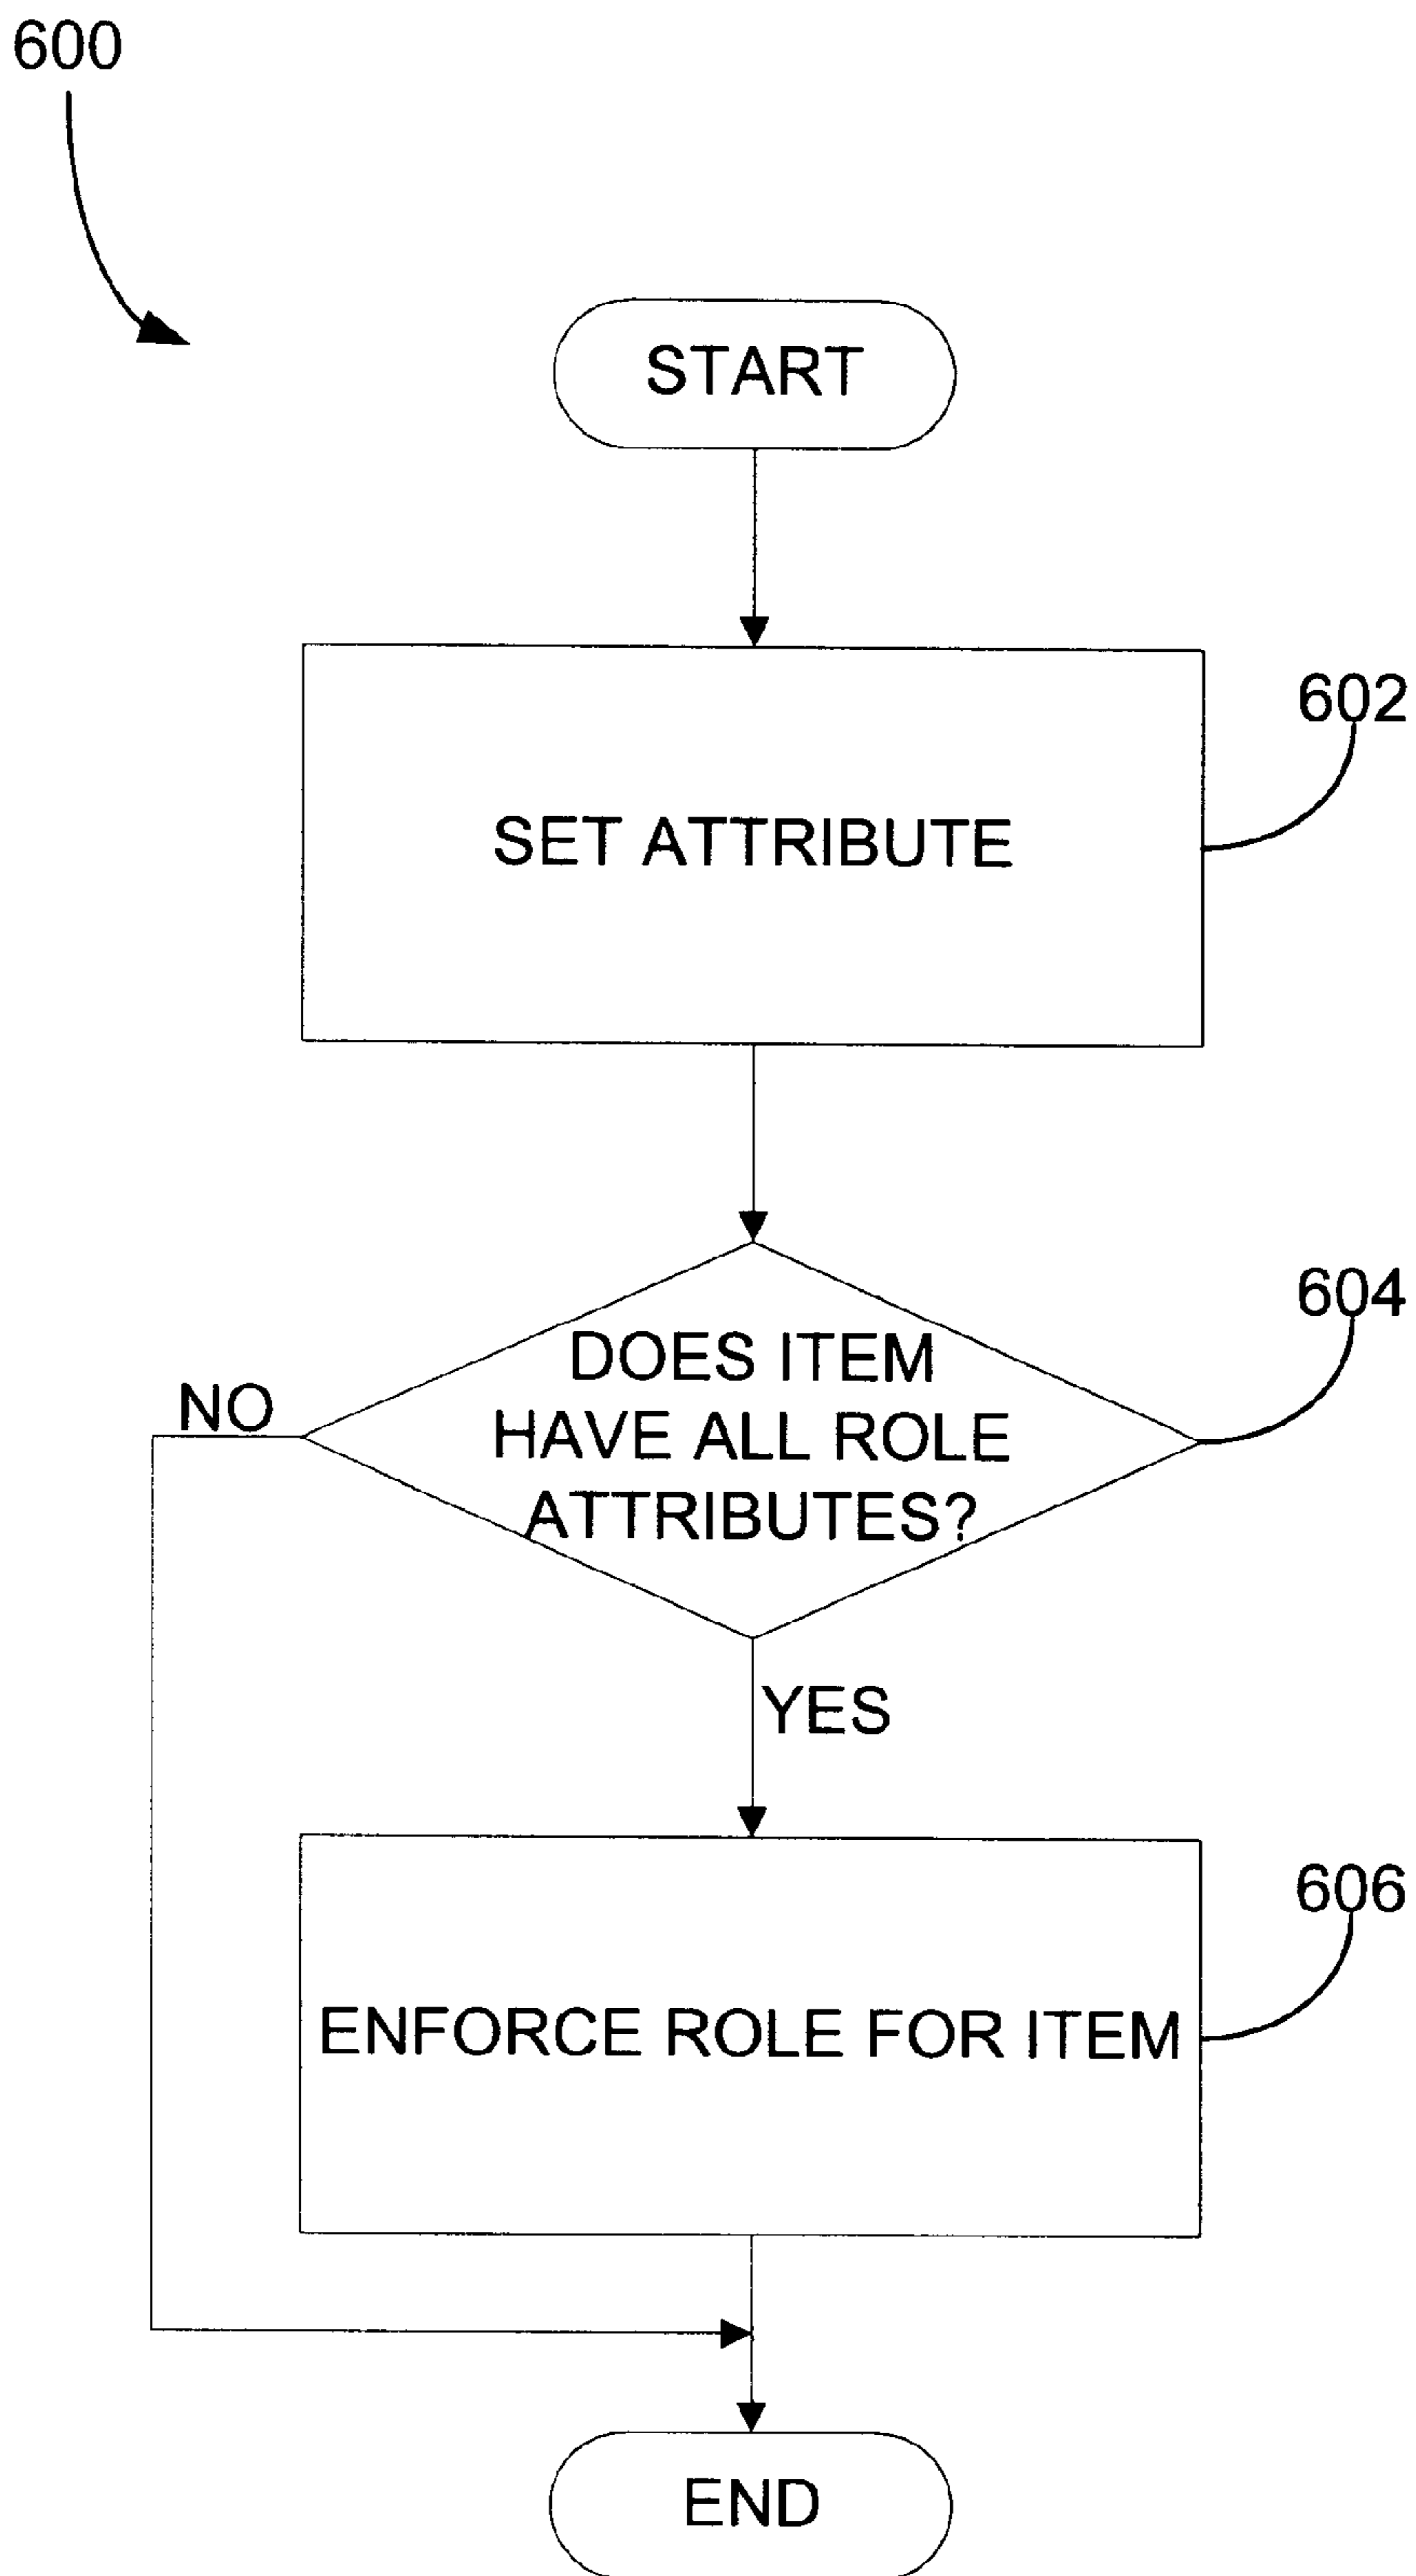 600
START
602
SET ATTRIBUTE
604
NO
DOES ITEM
HAVE ALL ROLE
ATTRIBUTES?
YES
606
ENFORCE ROLE FOR ITEM
END